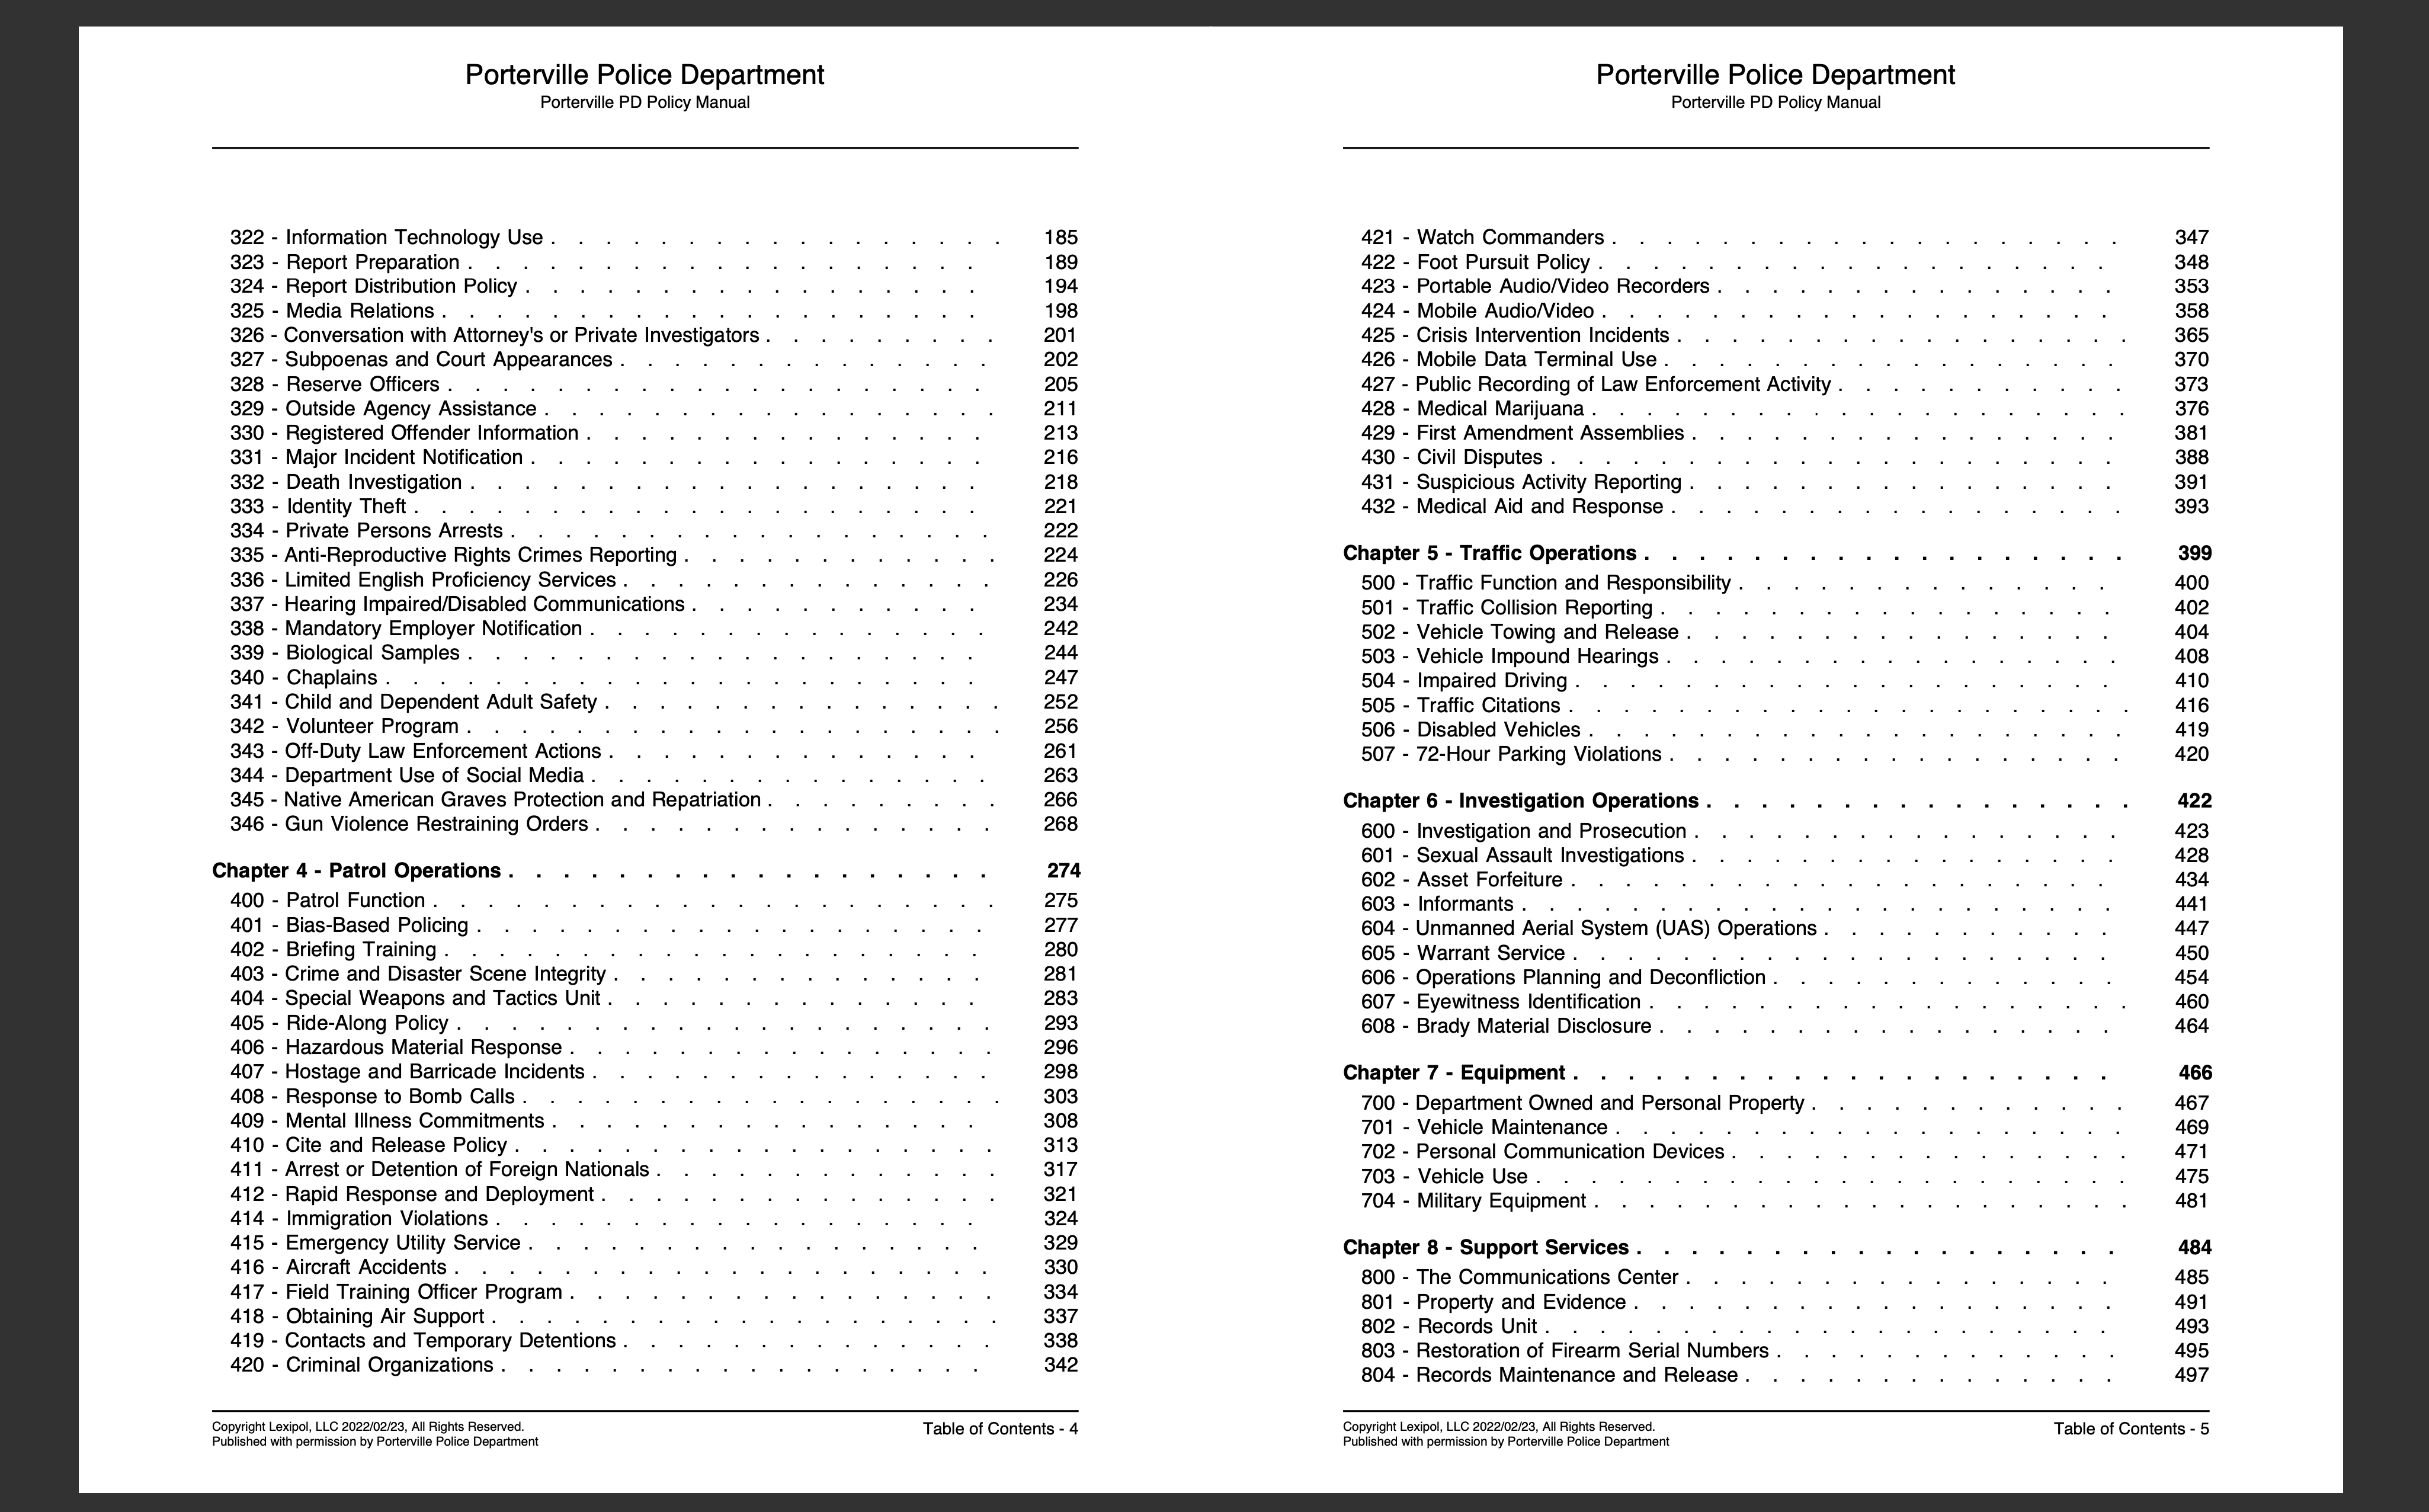 Porterville Police Department
Porterville PD Policy Manual
322 - Information Technology Use . . . . . . . . . . . . . . . . . 185
323 - Report Preparation . . . . . . . . . . . . . . . . . . . 189
324 - Report Distribution Policy . . . . . . . . . . . . . . . . . 194
325 - Media Relations . . . . . . . . . . . . . . . . . . . . 198
326 - Conversation with Attorney's or Private Investigators . . . . . . . . . 201
327 - Subpoenas and Court Appearances . . . . . . . . . . . . . . 202
328 - Reserve Officers . . . . . . . . . . . . . . . . . . . . 205
329 - Outside Agency Assistance . . . . . . . . . . . . . . . . . 211
330 - Registered Offender Information . . . . . . . . . . . . . . . 213
331 - Major Incident Notification . . . . . . . . . . . . . . . . . 216
332 - Death Investigation . . . . . . . . . . . . . . . . . . . 218
333 - Identity Theft . . . . . . . . . . . . . . . . . . . . . 221
334 - Private Persons Arrests . . . . . . . . . . . . . . . . . . 222
335 - Anti-Reproductive Rights Crimes Reporting . . . . . . . . . . . . 224
336 - Limited English Proficiency Services . . . . . . . . . . . . . . 226
337 - Hearing Impaired/Disabled Communications . . . . . . . . . . . 234
338 - Mandatory Employer Notification . . . . . . . . . . . . . . . 242
339 - Biological Samples . . . . . . . . . . . . . . . . . . . 244
340 - Chaplains . . . . . . . . . . . . . . . . . . . . . . 247
341 - Child and Dependent Adult Safety . . . . . . . . . . . . . . . 252
342 - Volunteer Program . . . . . . . . . . . . . . . . . . . . 256
343 - Off-Duty Law Enforcement Actions . . . . . . . . . . . . . . 261
344 - Department Use of Social Media . . . . . . . . . . . . . . . 263
345 - Native American Graves Protection and Repatriation . . . . . . . . . 266
346 - Gun Violence Restraining Orders . . . . . . . . . . . . . . . 268
Chapter 4 - Patrol Operations . . . . . . . . . . . . . . . . . . 274
400 - Patrol Function . . . . . . . . . . . . . . . . . . . . . 275
401 - Bias-Based Policing . . . . . . . . . . . . . . . . . . . 277
402 - Briefing Training . . . . . . . . . . . . . . . . . . . . 280
403 - Crime and Disaster Scene Integrity . . . . . . . . . . . . . . 281
404 - Special Weapons and Tactics Unit . . . . . . . . . . . . . . 283
405 - Ride-Along Policy . . . . . . . . . . . . . . . . . . . . 293
406 - Hazardous Material Response . . . . . . . . . . . . . . . . 296
407 - Hostage and Barricade Incidents . . . . . . . . . . . . . . . 298
408 - Response to Bomb Calls . . . . . . . . . . . . . . . . . . 303
409 - Mental Illness Commitments . . . . . . . . . . . . . . . . 308
410 - Cite and Release Policy . . . . . . . . . . . . . . . . . . 313
411 - Arrest or Detention of Foreign Nationals . . . . . . . . . . . . . 317
412 - Rapid Response and Deployment . . . . . . . . . . . . . . . 321
414 - Immigration Violations . . . . . . . . . . . . . . . . . . 324
415 - Emergency Utility Service . . . . . . . . . . . . . . . . . 329
416 - Aircraft Accidents . . . . . . . . . . . . . . . . . . . . 330
417 - Field Training Officer Program . . . . . . . . . . . . . . . . 334
418 - Obtaining Air Support . . . . . . . . . . . . . . . . . . . 337
419 - Contacts and Temporary Detentions . . . . . . . . . . . . . . 338
420 - Criminal Organizations . . . . . . . . . . . . . . . . . . 342
Copyright Lexipol, LLC 2022/02/23, All Rights Reserved.
Published with permission by Porterville Police Department
Table of Contents - 4
Porterville Police Department
Porterville PD Policy Manual
421 - Watch Commanders . . . . . . . . . . . . . . . . . . . 347
422 - Foot Pursuit Policy . . . . . . . . . . . . . . . . . . . 348
423 - Portable Audio/Video Recorders . . . . . . . . . . . . . . . 353
424 - Mobile Audio/Video . . . . . . . . . . . . . . . . . . . 358
425 - Crisis Intervention Incidents . . . . . . . . . . . . . . . . . 365
426 - Mobile Data Terminal Use . . . . . . . . . . . . . . . . . 370
427 - Public Recording of Law Enforcement Activity . . . . . . . . . . . 373
428 - Medical Marijuana . . . . . . . . . . . . . . . . . . . . 376
429 - First Amendment Assemblies . . . . . . . . . . . . . . . . 381
430 - Civil Disputes . . . . . . . . . . . . . . . . . . . . . 388
431 - Suspicious Activity Reporting . . . . . . . . . . . . . . . . 391
432 - Medical Aid and Response . . . . . . . . . . . . . . . . . 393
Chapter 5 - Traffic Operations . . . . . . . . . . . . . . . . . . 399
500 - Traffic Function and Responsibility . . . . . . . . . . . . . . 400
501 - Traffic Collision Reporting . . . . . . . . . . . . . . . . . 402
502 - Vehicle Towing and Release . . . . . . . . . . . . . . . . 404
503 - Vehicle Impound Hearings . . . . . . . . . . . . . . . . . 408
504 - Impaired Driving . . . . . . . . . . . . . . . . . . . . 410
505 - Traffic Citations . . . . . . . . . . . . . . . . . . . . . 416
506 - Disabled Vehicles . . . . . . . . . . . . . . . . . . . . 419
507 - 72-Hour Parking Violations . . . . . . . . . . . . . . . . . 420
Chapter 6 - Investigation Operations . . . . . . . . . . . . . . . . 422
600 - Investigation and Prosecution . . . . . . . . . . . . . . . . 423
601 - Sexual Assault Investigations . . . . . . . . . . . . . . . . 428
602 - Asset Forfeiture . . . . . . . . . . . . . . . . . . . . 434
603 - Informants . . . . . . . . . . . . . . . . . . . . . . 441
604 - Unmanned Aerial System (UAS) Operations . . . . . . . . . . . 447
605 - Warrant Service . . . . . . . . . . . . . . . . . . . . 450
606 - Operations Planning and Deconfliction . . . . . . . . . . . . . 454
607 - Eyewitness Identification . . . . . . . . . . . . . . . . . . 460
608 - Brady Material Disclosure . . . . . . . . . . . . . . . . . 464
Chapter 7 - Equipment . . . . . . . . . . . . . . . . . . . . 466
700 - Department Owned and Personal Property . . . . . . . . . . . . 467
701 - Vehicle Maintenance . . . . . . . . . . . . . . . . . . . 469
702 - Personal Communication Devices . . . . . . . . . . . . . . . 471
703 - Vehicle Use . . . . . . . . . . . . . . . . . . . . . . 475
704 - Military Equipment . . . . . . . . . . . . . . . . . . . . 481
Chapter 8 - Support Services . . . . . . . . . . . . . . . . . . 484
800 - The Communications Center . . . . . . . . . . . . . . . . 485
801 - Property and Evidence . . . . . . . . . . . . . . . . . . 491
802 - Records Unit . . . . . . . . . . . . . . . . . . . . . 493
803 - Restoration of Firearm Serial Numbers . . . . . . . . . . . . . 495
804 - Records Maintenance and Release . . . . . . . . . . . . . . 497
Copyright Lexipol, LLC 2022/02/23, All Rights Reserved.
Published with permission by Porterville Police Department
Table of Contents - 5